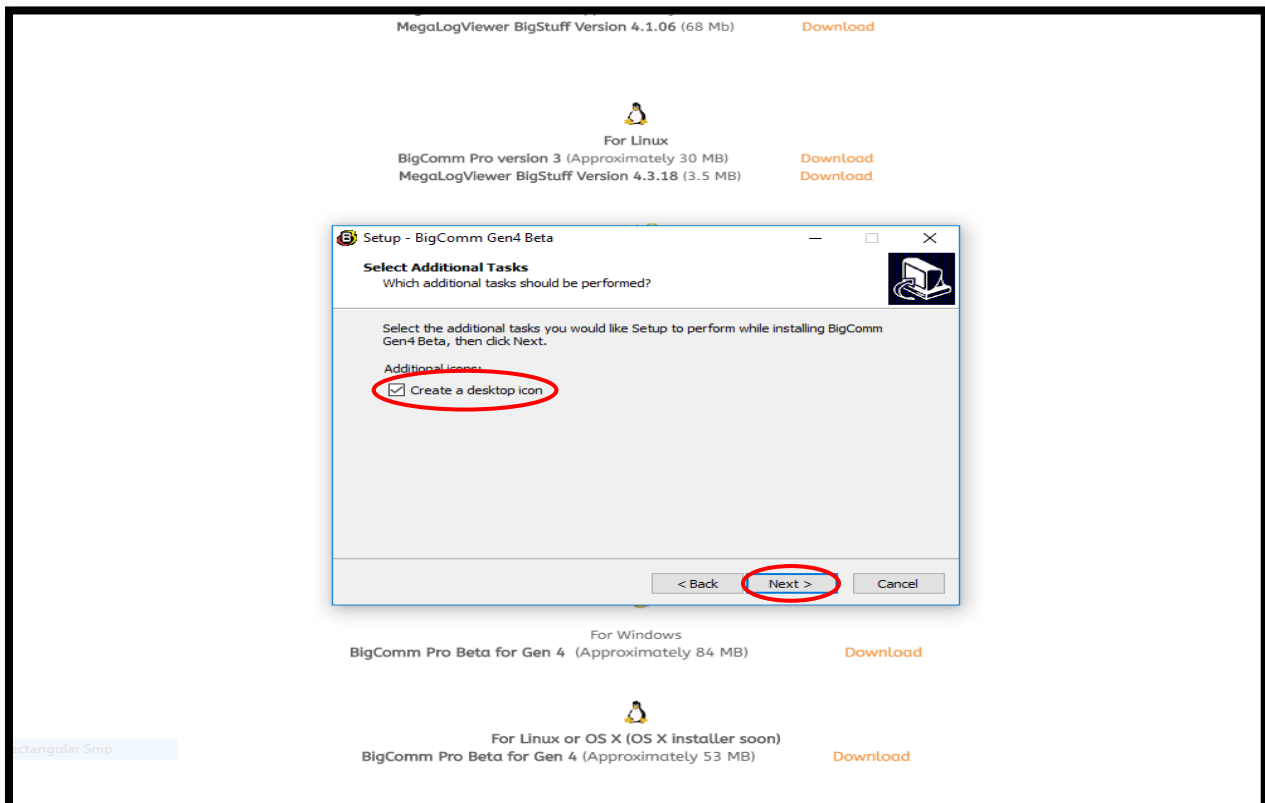 MegaLogViewer BigStuff Version 4.1.06 (68 Mb) Download
For Linux
BigComm Pro version 3 (Approximately 30 MB) Download
MegaLogViewer BigStuff Version 4.3.18 (3.5 MB) Download
Setup - BigComm Gen4 Beta
Select Additional Tasks
Which additional tasks should be performed?
Select the additional tasks you would like Setup to perform while installing BigComm
Gen4 Beta, then click Next.
Additional icons:
Create a desktop icon
< Back Next > Cancel
For Windows
BigComm Pro Beta for Gen 4 (Approximately 84 MB) Download
For Linux or OS X (OS X installer soon)
ectangular Snip
BigComm Pro Beta for Gen 4 (Approximately 53 MB) Download